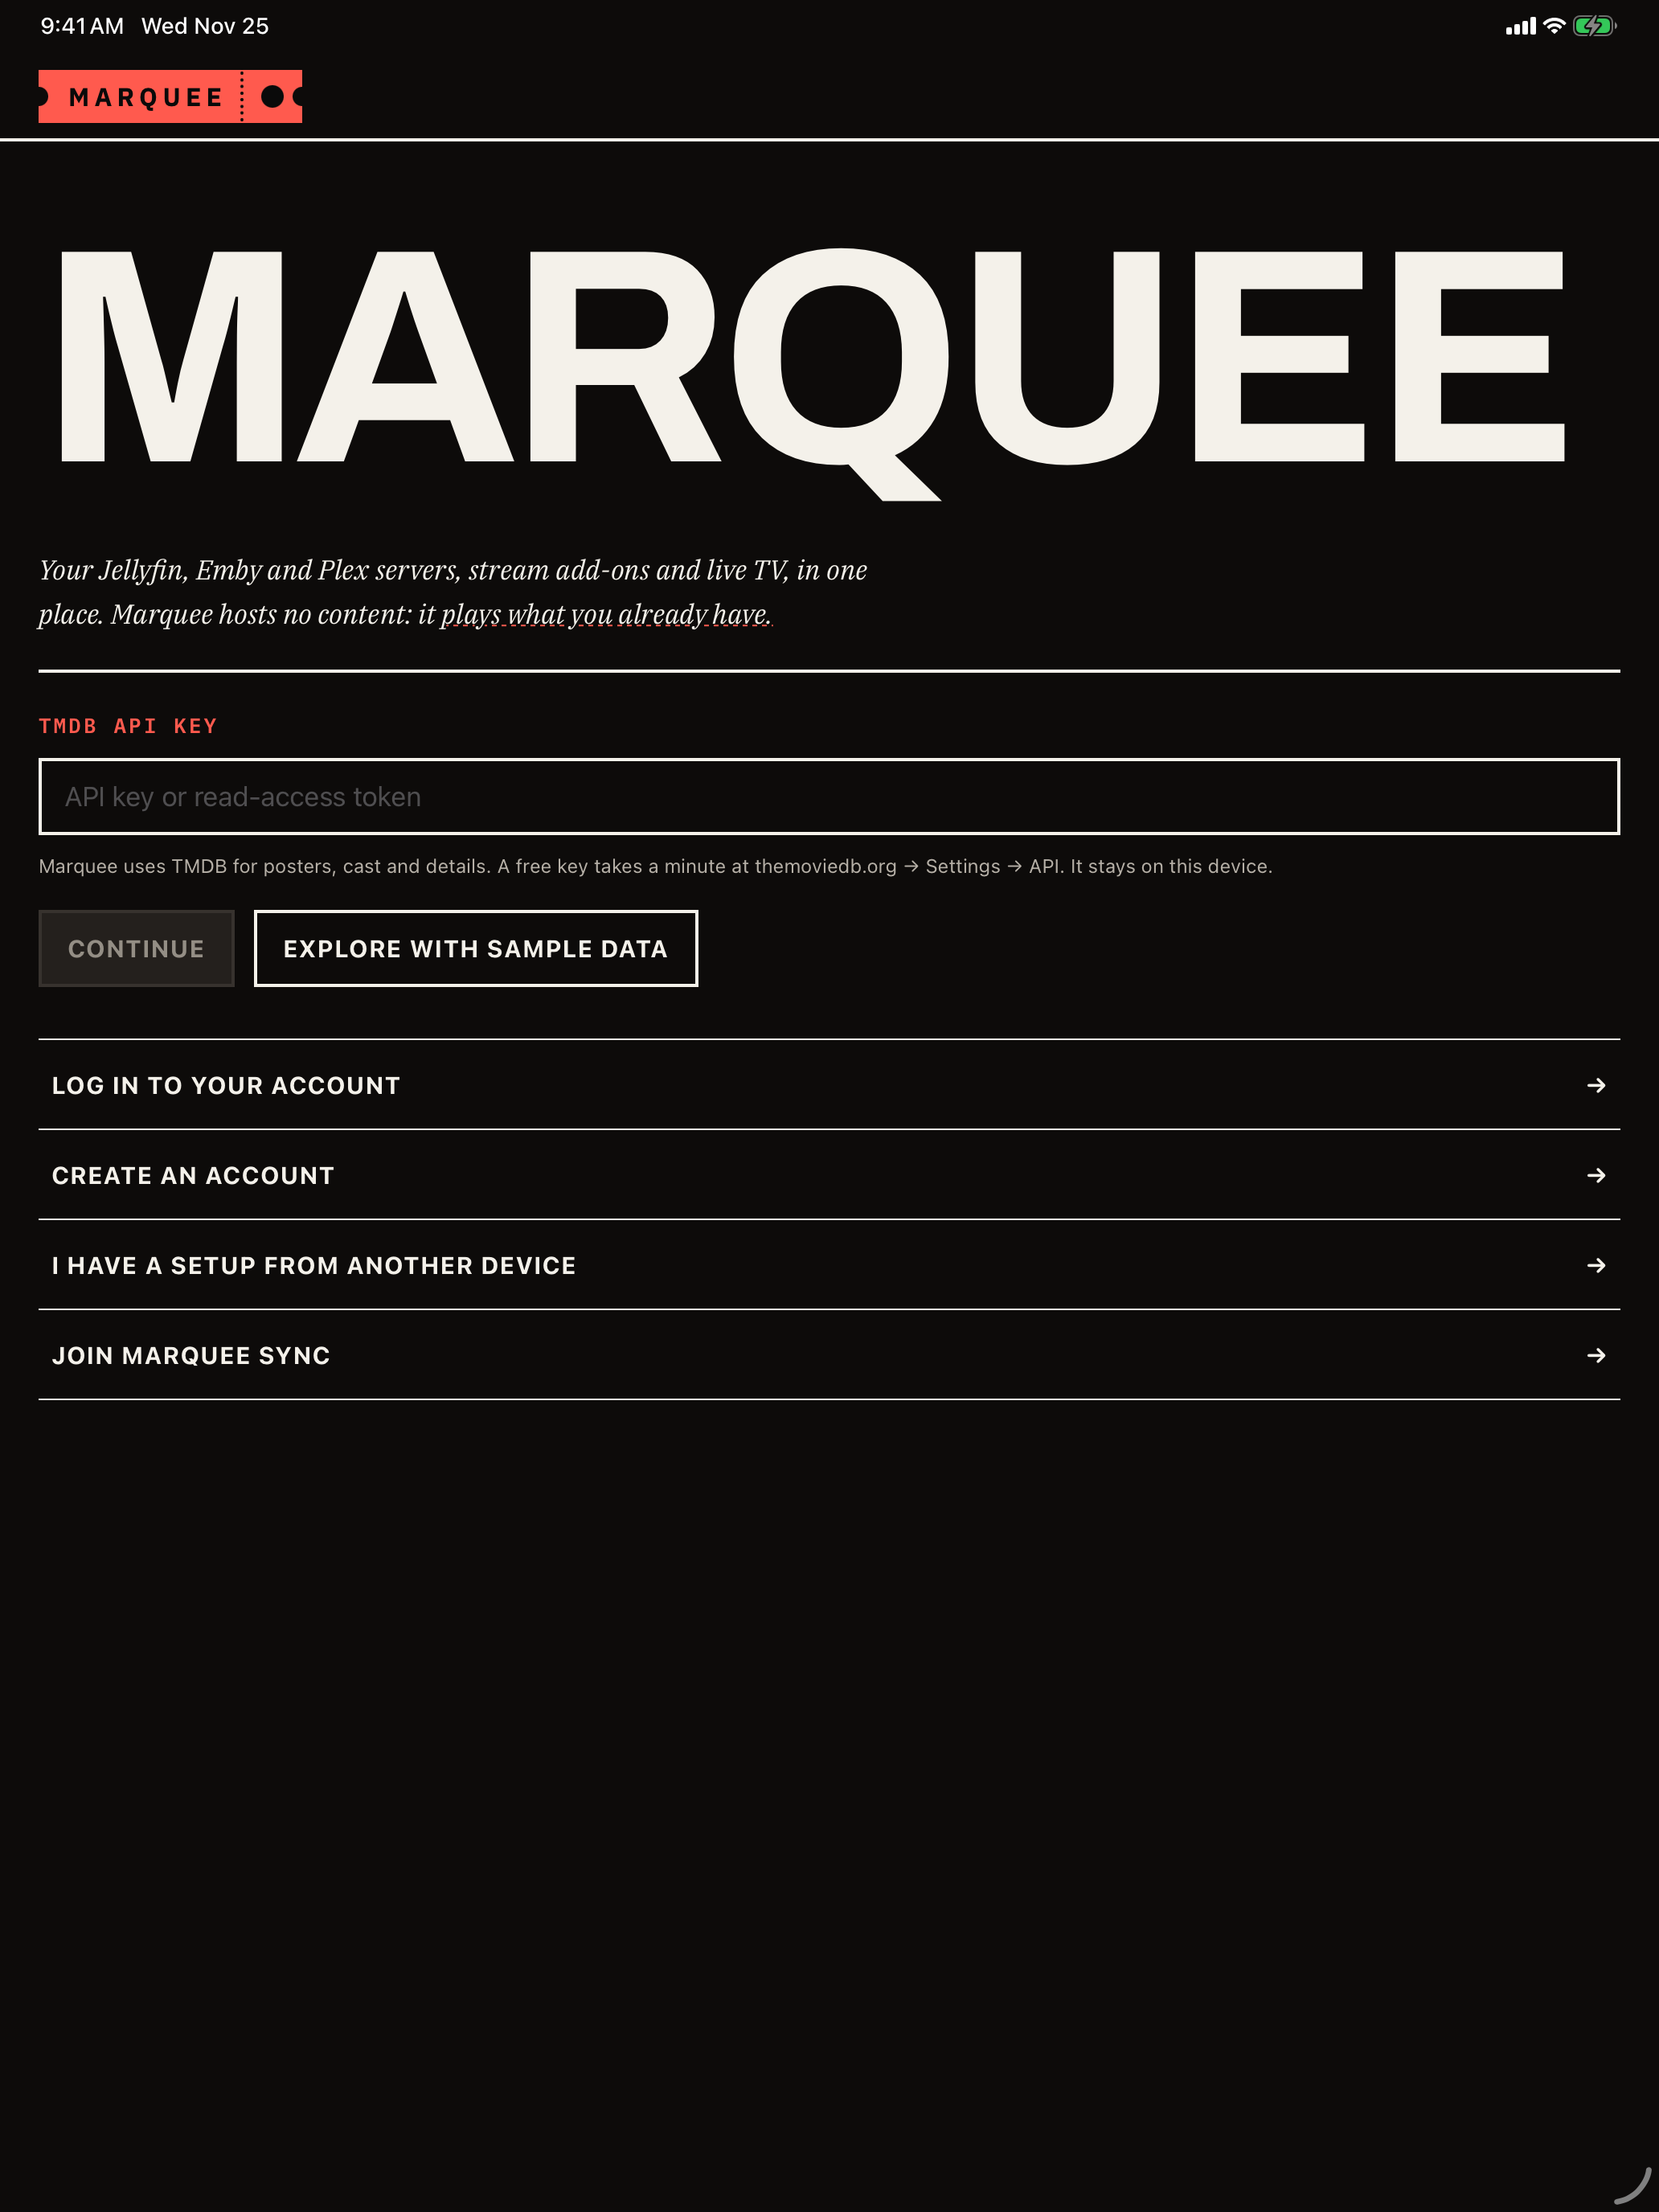 9:41 AM Wed Nov 25
MARQUEE
MARQUEE
Your Jellyfin, Emby and Plex servers, stream add-ons and live TV, in one
place. Marquee hosts no content: it plays what you already have.
TMDB API KEY
API key or read-access token
Marquee uses TMDB for posters, cast and details. A free key takes a minute at themoviedb.org → Settings → API. It stays on this device.
CONTINUE
EXPLORE WITH SAMPLE DATA
LOG IN TO YOUR ACCOUNT →
CREATE AN ACCOUNT →
I HAVE A SETUP FROM ANOTHER DEVICE →
JOIN MARQUEE SYNC →